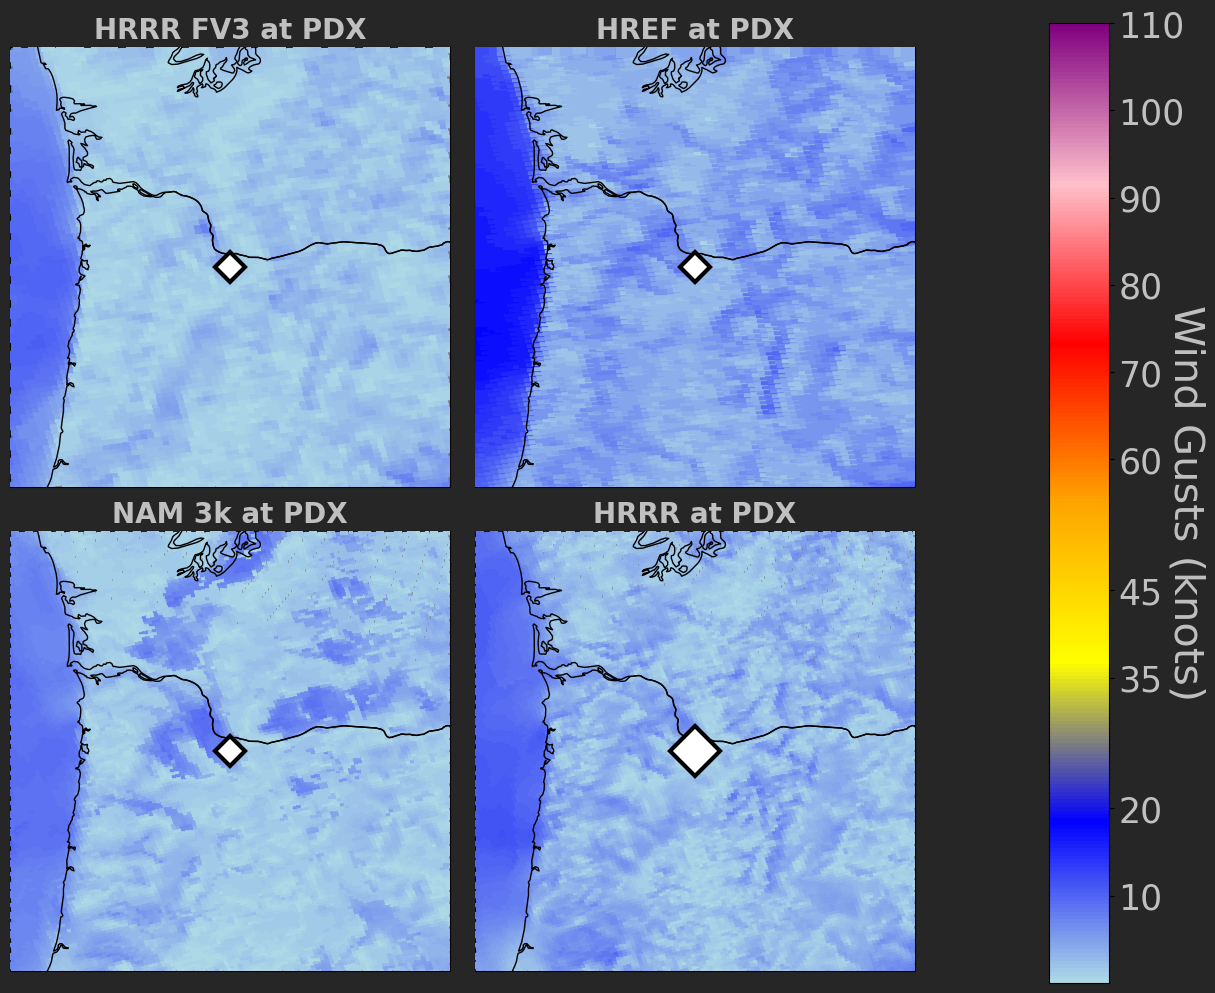 HRRR FV3 at PDX
HREF at PDX
NAM 3k at PDX
HRRR at PDX
110
100
90
80
70
60
45
35
20
10
Wind Gusts (knots)